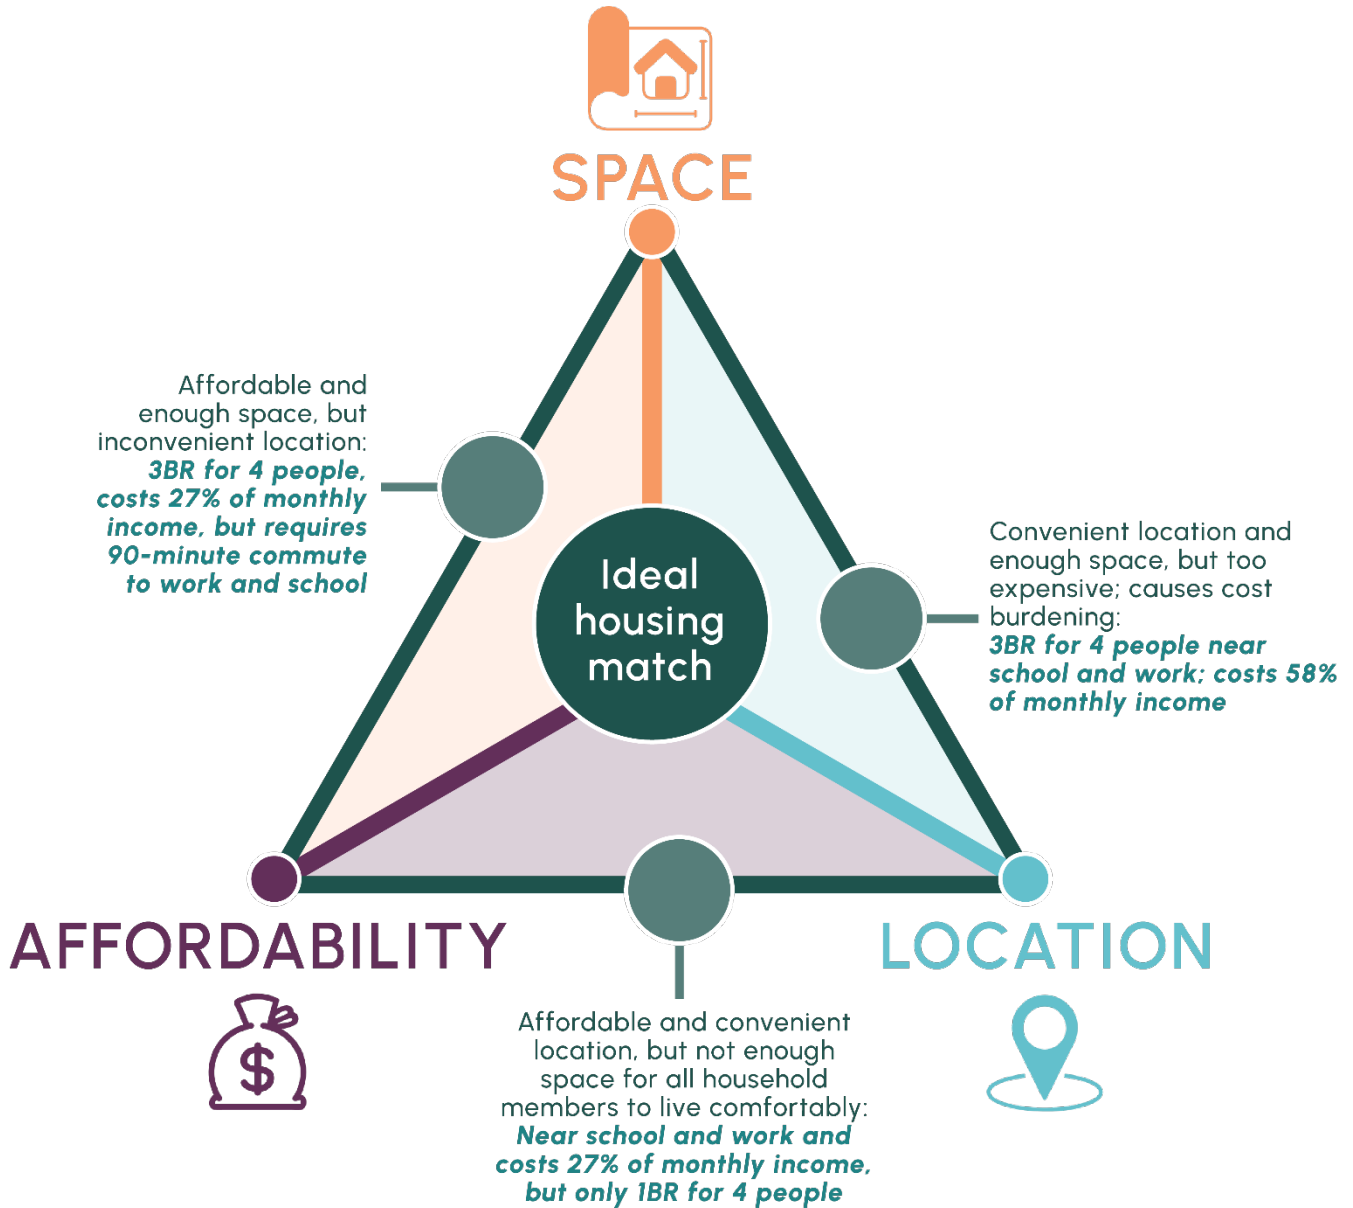 SPACE
Affordable and
enough space, but
inconvenient location:
3BR for 4 people,
costs 27% of monthly
income, but requires
90-minute commute
to work and school
Ideal
housing
match
Convenient location and
enough space, but too
expensive; causes cost
burdening:
3BR for 4 people near
school and work; costs 58%
of monthly income
AFFORDABILITY
LOCATION
$
Affordable and convenient
location, but not enough
space for all household
members to live comfortably:
Near school and work and
costs 27% of monthly income,
but only 1BR for 4 people